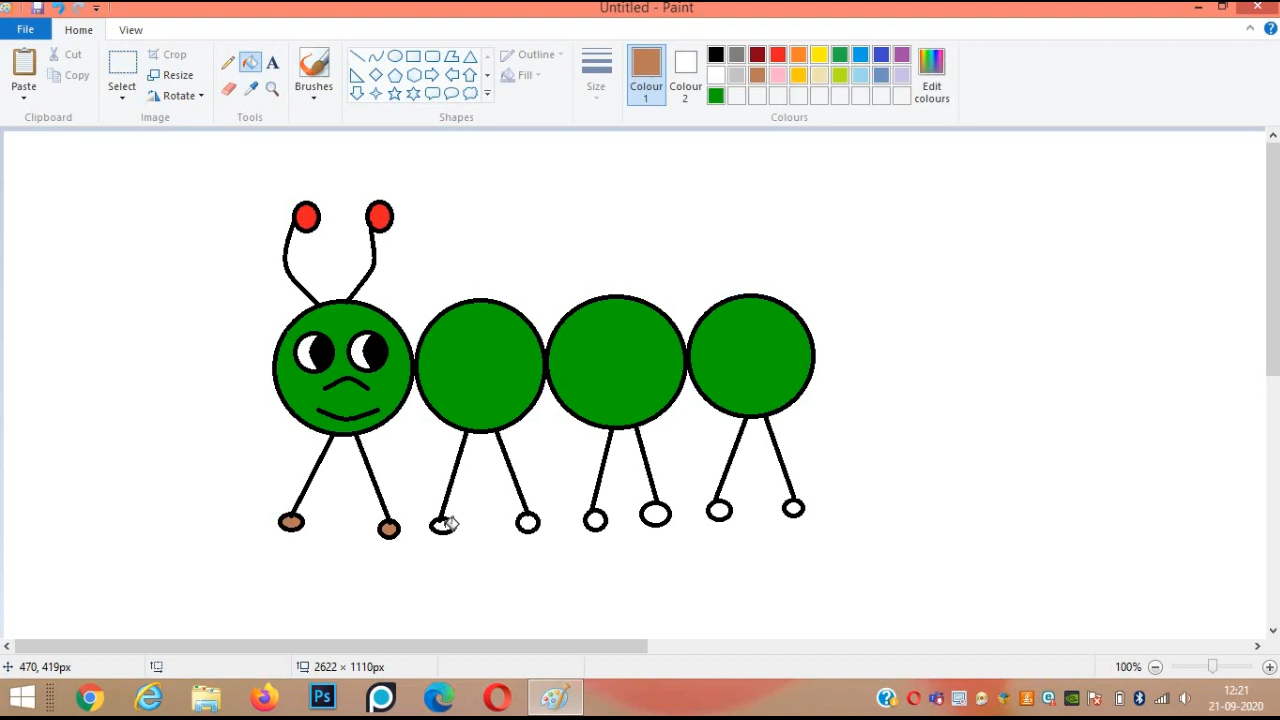 Untitled - Paint
File Home View
Paste
Cut
Copy
Clipboard
Select
Crop
Resize
Rotate
Image
A
Tools
Brushes
Shapes
Outline
Fill
Size
Colour 1
Colour 2
Edit colours
Colours
470, 419px
2622 × 1110px
100%
Ps
12:21
21-09-2020